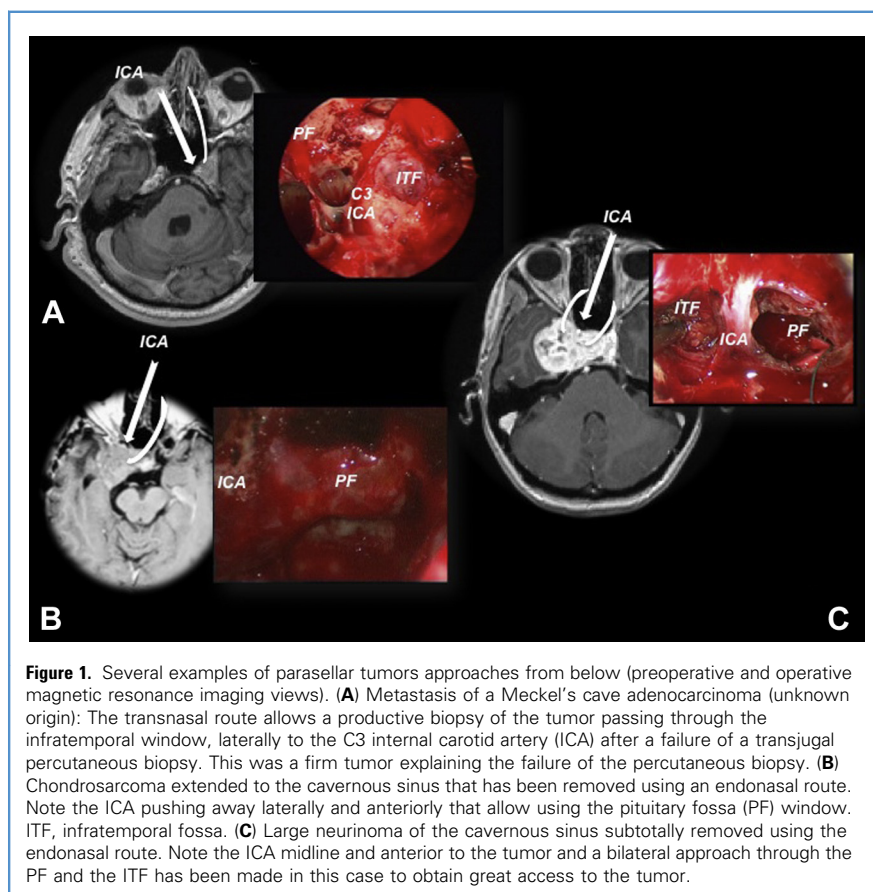 ICA
PF
ITF
C3
ICA
A
ICA
ITF
ICA
PF
ICA
ICA
PF
B
C
Figure 1. Several examples of parasellar tumors approaches from below (preoperative and operative
magnetic resonance imaging views). (A) Metastasis of a Meckel's cave adenocarcinoma (unknown
origin): The transnasal route allows a productive biopsy of the tumor passing through the
infratemporal window, laterally to the C3 internal carotid artery (ICA) after a failure of a transjugal
percutaneous biopsy. This was a firm tumor explaining the failure of the percutaneous biopsy. (B)
Chondrosarcoma extended to the cavernous sinus that has been removed using an endonasal route.
Note the ICA pushing away laterally and anteriorly that allow using the pituitary fossa (PF) window.
ITF, infratemporal fossa. (C) Large neurinoma of the cavernous sinus subtotally removed using the
endonasal route. Note the ICA midline and anterior to the tumor and a bilateral approach through the
PF and the ITF has been made in this case to obtain great access to the tumor.